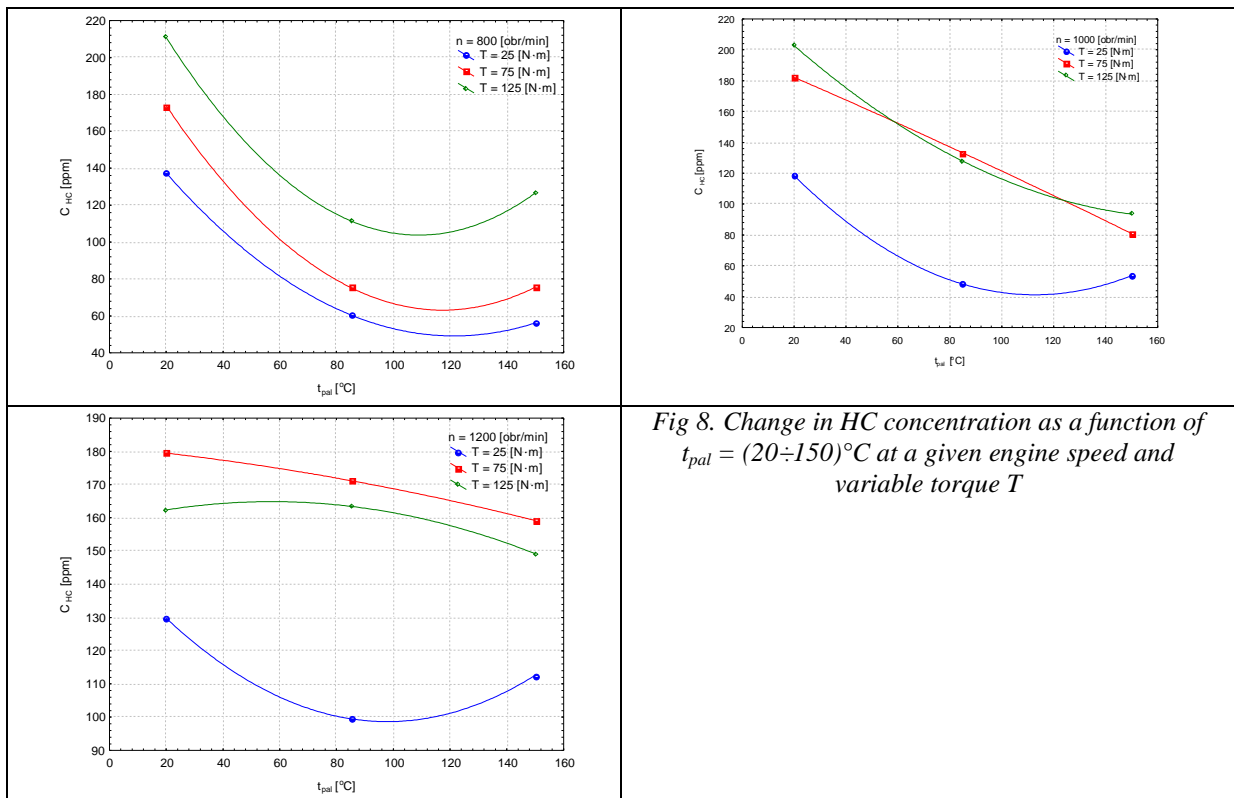 220
200
180
160
140
120
100
80
60
40
C HC [ppm]
n = 800 [obr/min]
T = 25 [N·m]
T = 75 [N·m]
T = 125 [N·m]
0 20 40 60 80 100 120 140 160
tpal [°C]
220
200
180
160
140
120
100
80
60
40
20
C HC [ppm]
n = 1000 [obr/min]
T = 25 [N·m]
T = 75 [N·m]
T = 125 [N·m]
0 20 40 60 80 100 120 140 160
tpal [°C]
190
180
170
160
150
140
130
120
110
100
90
C HC [ppm]
n = 1200 [obr/min]
T = 25 [N·m]
T = 75 [N·m]
T = 125 [N·m]
0 20 40 60 80 100 120 140 160
tpal [°C]
Fig 8. Change in HC concentration as a function of
tpal = (20÷150)°C at a given engine speed and
variable torque T